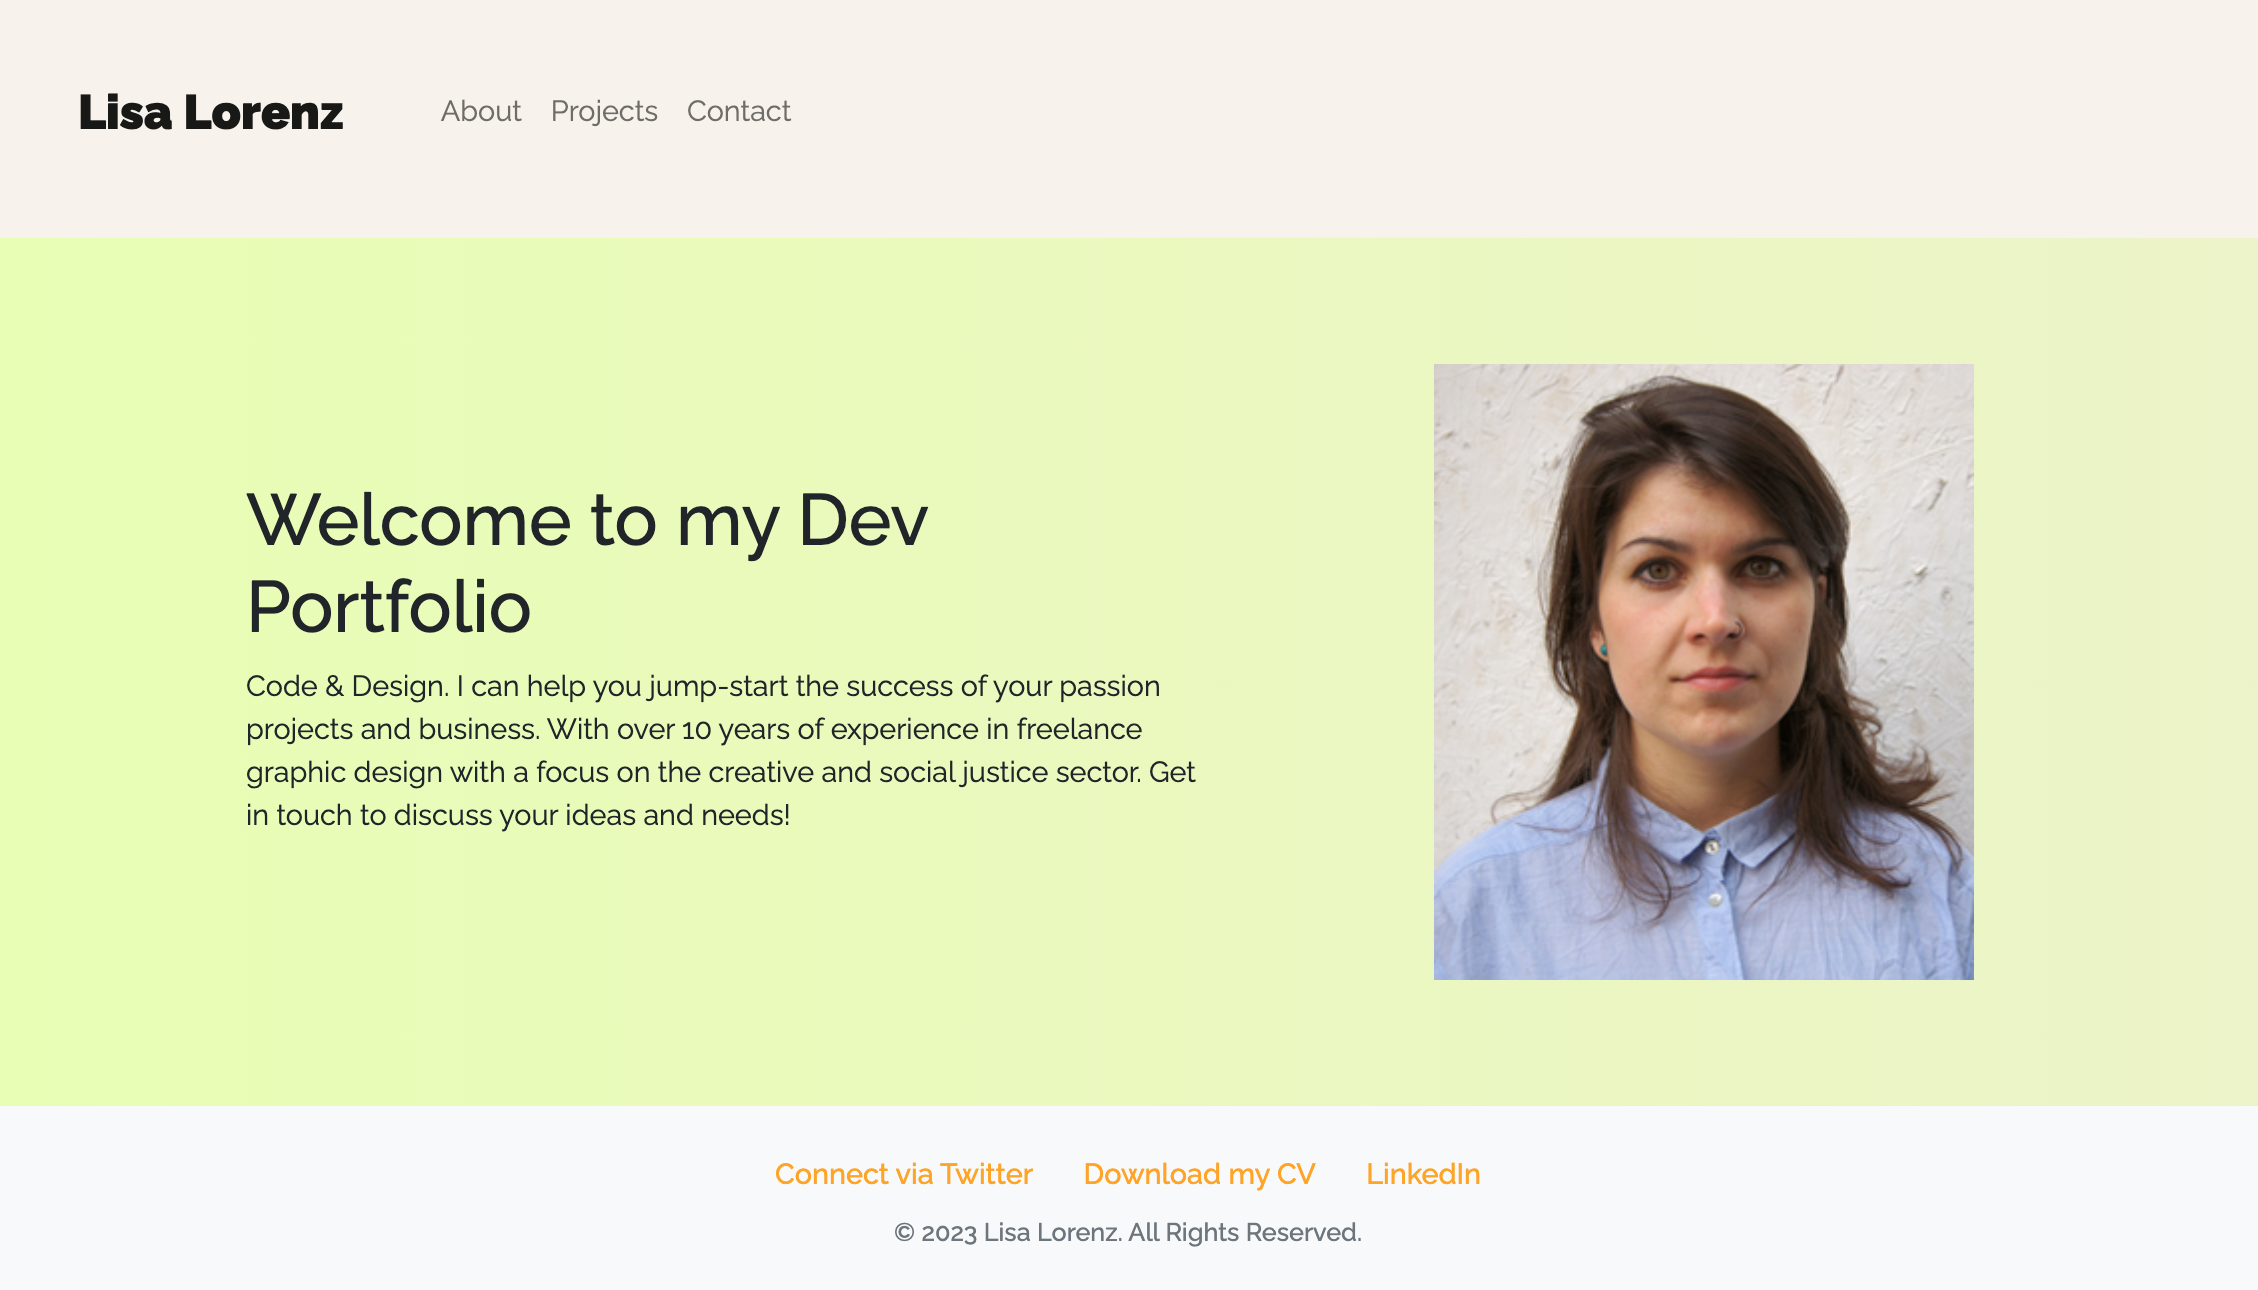 Lisa Lorenz
About Projects Contact
Welcome to my Dev
Portfolio
Code & Design. I can help you jump-start the success of your passion
projects and business. With over 10 years of experience in freelance
graphic design with a focus on the creative and social justice sector. Get
in touch to discuss your ideas and needs!
Connect via Twitter Download my CV LinkedIn
© 2023 Lisa Lorenz. All Rights Reserved.